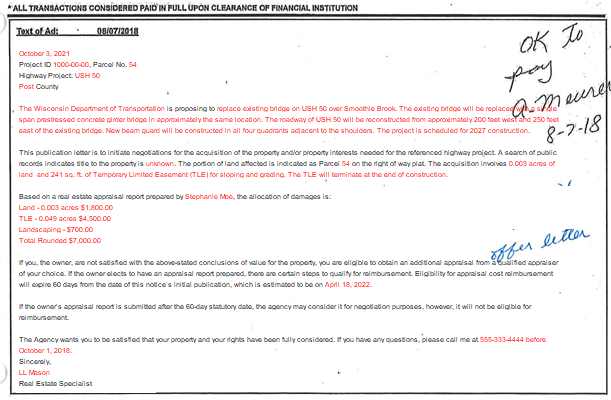 * ALL TRANSACTIONS CONSIDERED PAID IN FULL UPON CLEARANCE OF FINANCIAL INSTITUTION
Text of Ad: 08/07/2018
October 3, 2021
Project ID 1000-00-00, Parcel No. 54
Highway Project: USH 50
Post County
OK To
pay
8-7-18
The Wisconsin Department of Transportation is proposing to replace existing bridge on USH 50 over Smoothie Brook. The existing bridge will be replaced with a single
span prestressed concrete girder bridge in approximately the same location. The roadway of USH 50 will be reconstructed from approximately 200 feet west and 250 feet
east of the existing bridge. New beam guard will be constructed in all four quadrants adjacent to the shoulders. The project is scheduled for 2027 construction.
This publication letter is to initiate negotiations for the acquisition of the property and/or property interests needed for the referenced highway project. A search of public
records indicates title to the property is unknown. The portion of land affected is indicated as Parcel 54 on the right of way plat. The acquisition involves 0.003 acres of
land and 241 sq. ft. of Temporary Limited Easement (TLE) for sloping and grading. The TLE will terminate at the end of construction.
Based on a real estate appraisal report prepared by Stephanie Moe, the allocation of damages is:
Land - 0.003 acres $1,800.00
TLE - 0.049 acres $4,500.00
Landscaping - $700.00
Total Rounded $7,000.00
offer letter
If you, the owner, are not satisfied with the above-stated conclusions of value for the property, you are eligible to obtain an additional appraisal from a qualified appraiser
of your choice. If the owner elects to have an appraisal report prepared, there are certain steps to qualify for reimbursement. Eligibility for appraisal cost reimbursement
will expire 60 days from the date of this notice's initial publication, which is estimated to be on April 18, 2022.
If the owner's appraisal report is submitted after the 60-day statutory date, the agency may consider it for negotiation purposes, however, it will not be eligible for
reimbursement.
The Agency wants you to be satisfied that your property and your rights have been fully considered. If you have any questions, please call me at 555-333-4444 before
October 1, 2018.
Sincerely,
LL Mason
Real Estate Specialist